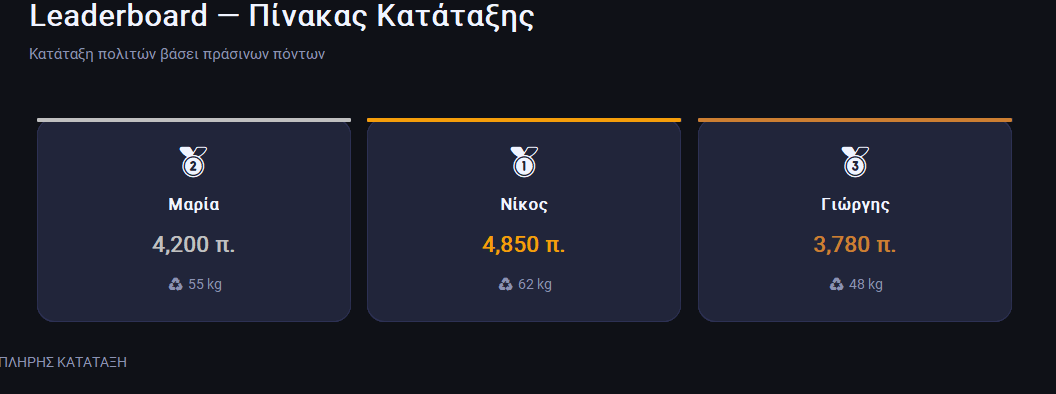 Leaderboard — Πίνακας Κατάταξης
Κατάταξη πολιτών βάσει πράσινων πόντων
2
Μαρία
4,200 π.
55 kg
1
Νίκος
4,850 π.
62 kg
3
Γιώργης
3,780 π.
48 kg
ΠΛΗΡΗΣ ΚΑΤΑΤΑΞΗ